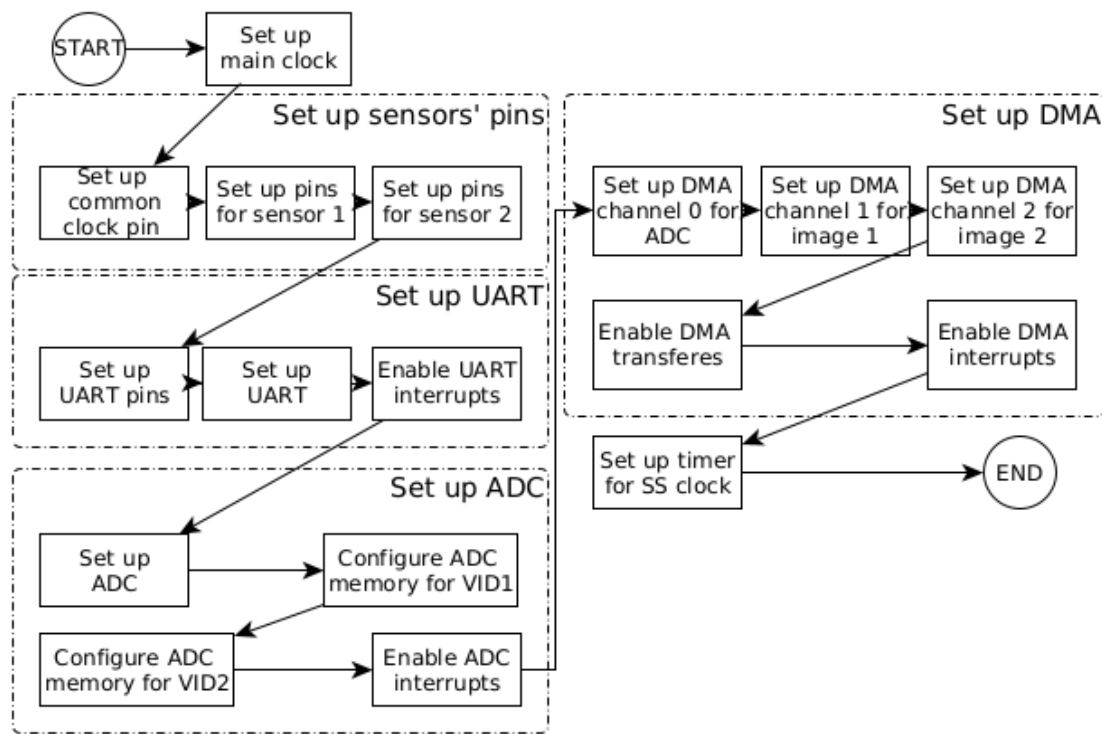 START
Set up
main clock
Set up sensors' pins
Set up
common
clock pin
Set up pins
for sensor 1
Set up pins
for sensor 2
Set up UART
Set up
UART pins
Set up
UART
Enable UART
interrupts
Set up ADC
Set up
ADC
Configure ADC
memory for VID1
Configure ADC
memory for VID2
Enable ADC
interrupts
Set up DMA
Set up DMA
channel 0 for
ADC
Set up DMA
channel 1 for
image 1
Set up DMA
channel 2 for
image 2
Enable DMA
transferes
Enable DMA
interrupts
Set up timer
for SS clock
END